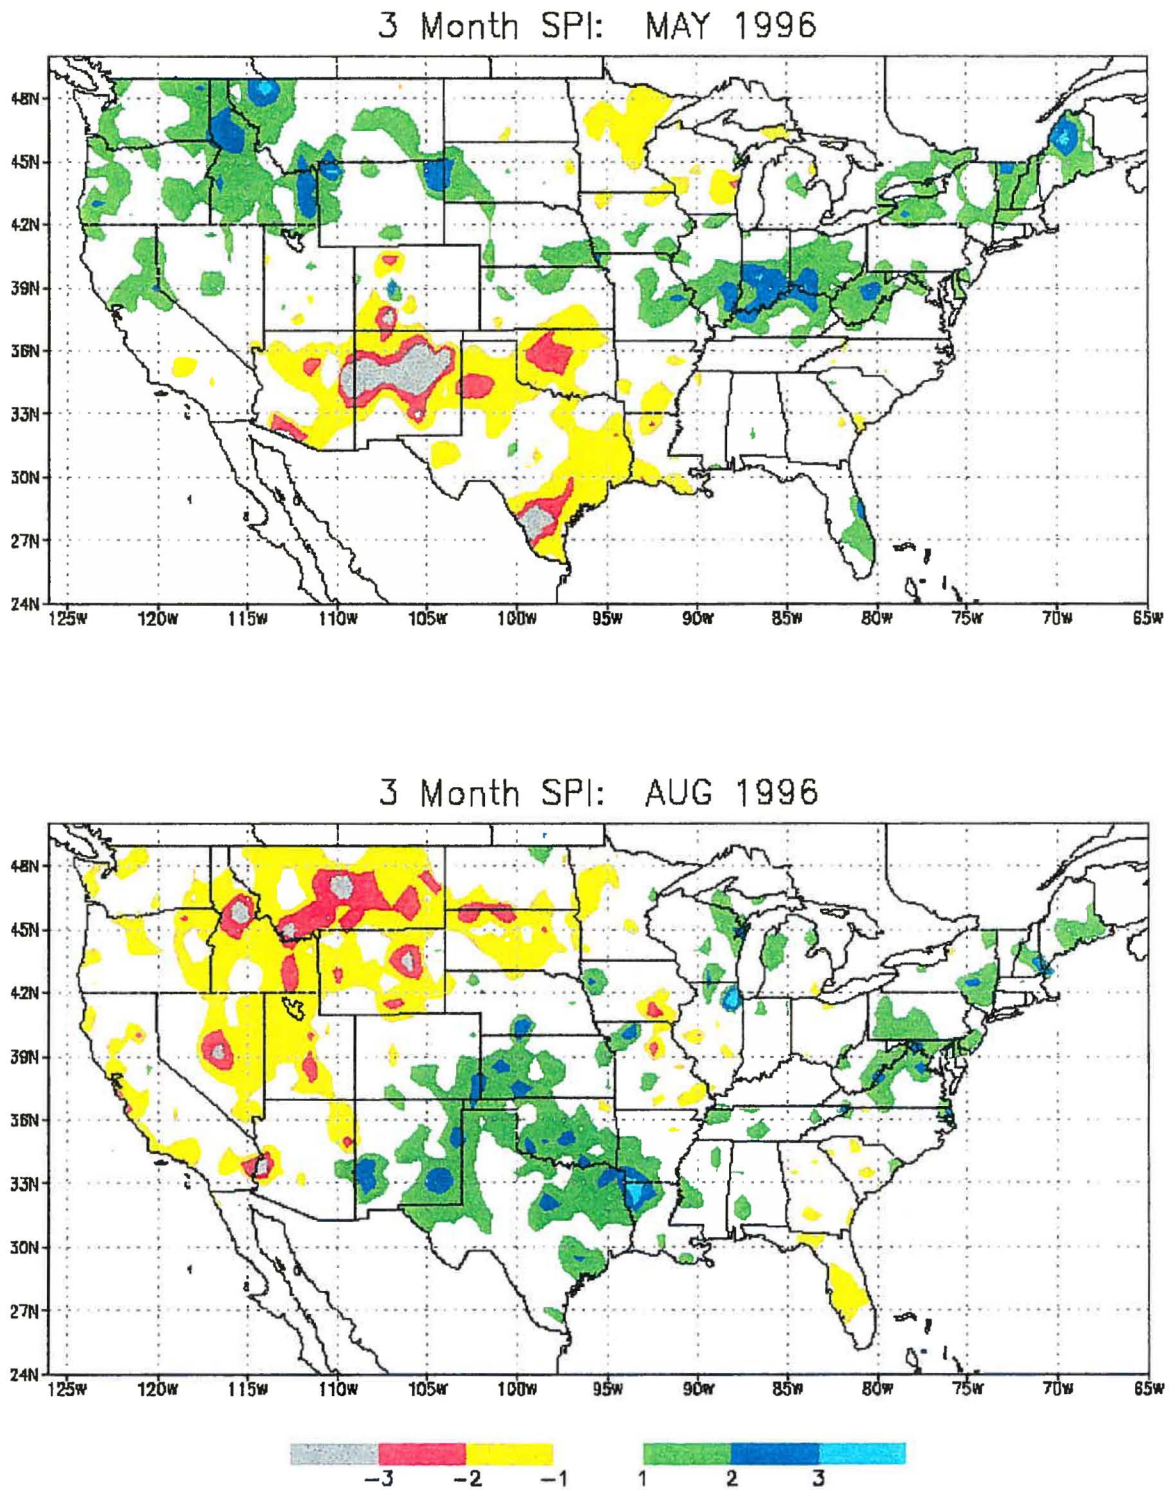 3 Month SPI: MAY 1996
48N
45N
42N
39N
36N
33N
30N
27N
24N
125W 120W 115W 110W 105W 100W 95W 90W 85W 80W 75W 70W 65W
3 Month SPI: AUG 1996
48N
45N
42N
39N
36N
33N
30N
27N
24N
125W 120W 115W 110W 105W 100W 95W 90W 85W 80W 75W 70W 65W
-3 -2 -1 1 2 3